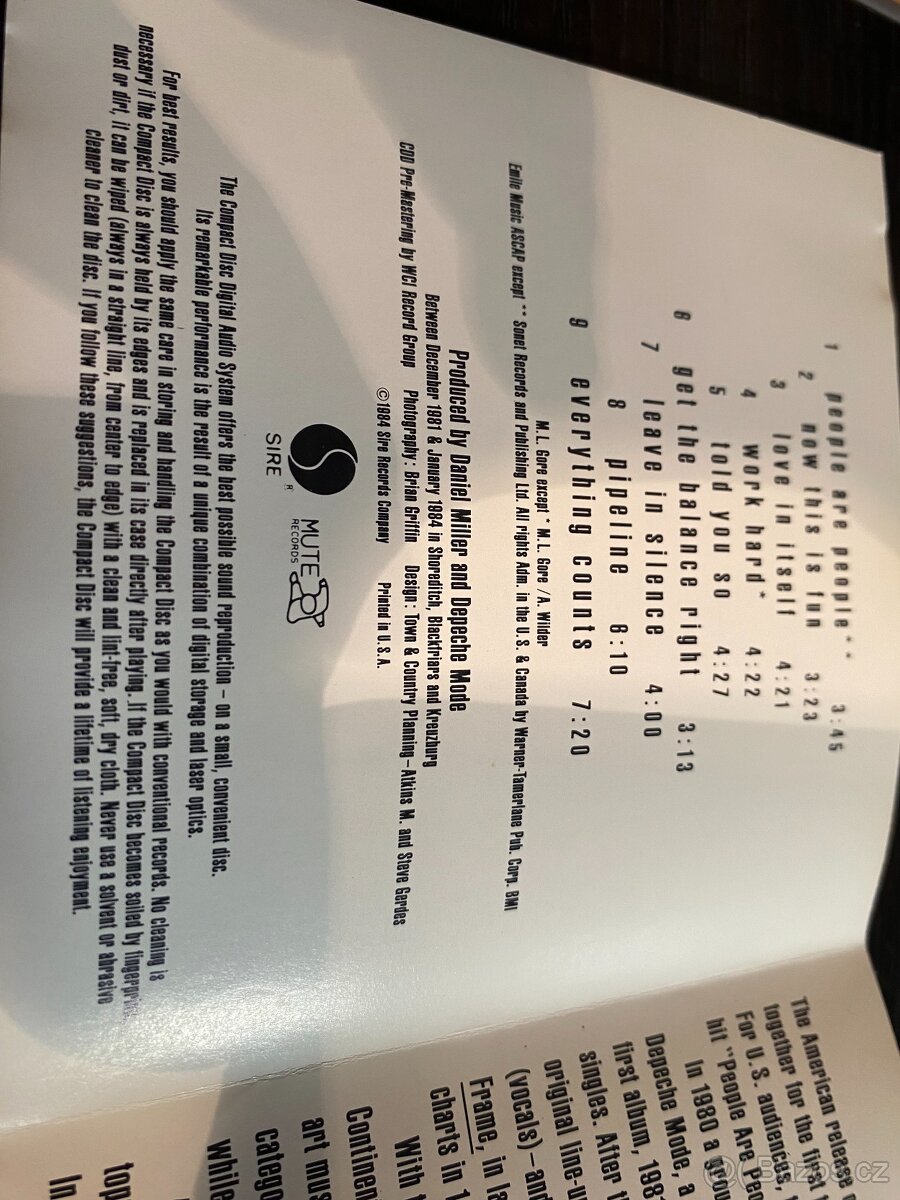 1 people are people** 3:45
2 now this is fun 3:23
3 love in itself 4:21
4 work hard* 4:22
5 told you so 4:27
6 get the balance right 3:13
7 leave in silence 4:00
8 pipeline 6:10
9 everything counts 7:20
M.L. Gore except * M.L. Gore / A. Wilder
Emile Music ASCAP except ** Sonet Records and Publishing Ltd. All rights Adm. in the U.S. & Canada by Warner-Tamerlane Pub. Corp. BMI
Produced by Daniel Miller and Depeche Mode
Between December 1981 & January 1984 in Shoreditch, Blackfriars and Kreuzburg
CDD Pre-Mastering by WCI Record Group Photography: Brian Griffin Design: Town & Country Planning – Atkins M. and Steve Gerdes
©1984 Sire Records Company Printed in U.S.A.
SIRE ®
MUTE
RECORDS
The Compact Disc Digital Audio System offers the best possible sound reproduction – on a small, convenient disc.
Its remarkable performance is the result of a unique combination of digital storage and laser optics.
For best results, you should apply the same care in storing and handling the Compact Disc as you would with conventional records. No cleaning is
necessary if the Compact Disc is always held by its edges and is replaced in its case directly after playing. If the Compact Disc becomes soiled by fingerprints,
dust or dirt, it can be wiped (always in a straight line, from center to edge) with a clean and lint-free, soft, dry cloth. Never use a solvent or abrasive
cleaner to clean the disc. If you follow these suggestions, the Compact Disc will provide a lifetime of listening enjoyment.
The American release
together for the first
For U.S. audiences,
hit "People Are Peo
In 1980 a grou
Depeche Mode, a
first album, 1981
singles. After t
original line-u
(vocals) – and
Frame, in la
charts in 1
With t
Continen
art mus
catego
while
top
In
Bazos.cz